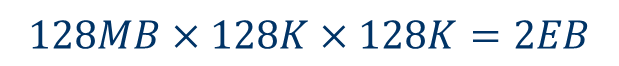 128MB × 128K × 128K = 2EB